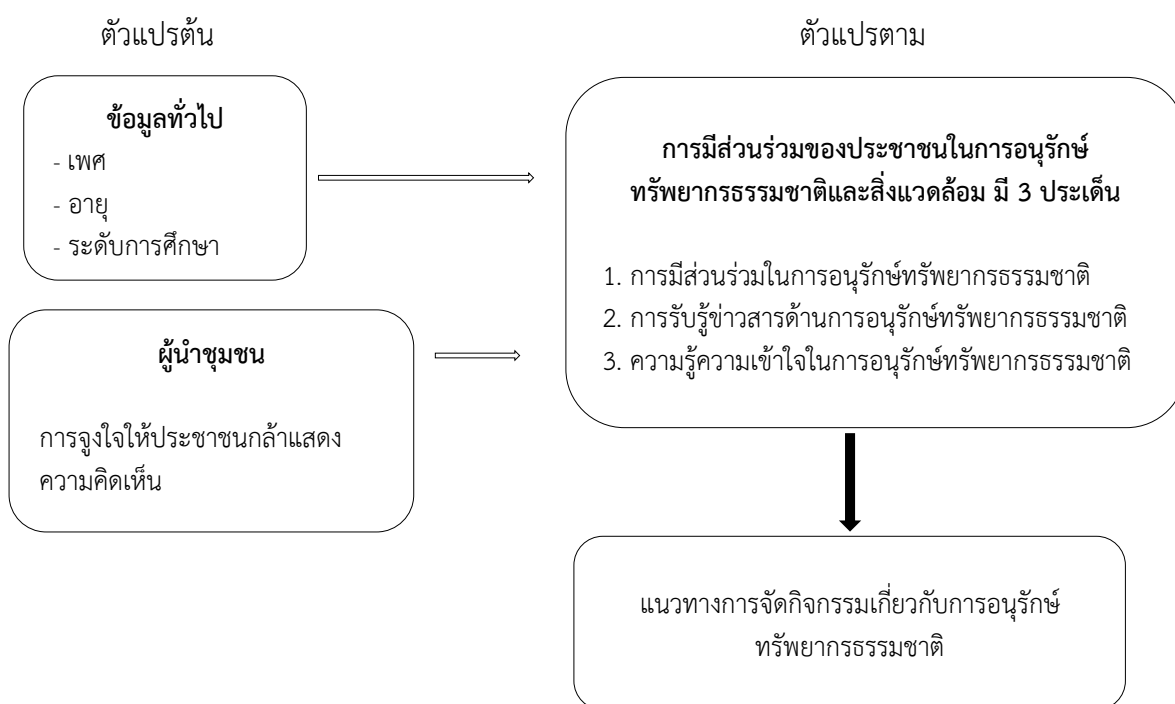 ตัวแปรต้น
ตัวแปรตาม
ข้อมูลทั่วไป
- เพศ
- อายุ
- ระดับการศึกษา
ผู้นำชุมชน
การจูงใจให้ประชาชนกล้าแสดง
ความคิดเห็น
การมีส่วนร่วมของประชาชนในการอนุรักษ์
ทรัพยากรธรรมชาติและสิ่งแวดล้อม มี 3 ประเด็น
1. การมีส่วนร่วมในการอนุรักษ์ทรัพยากรธรรมชาติ
2. การรับรู้ข่าวสารด้านการอนุรักษ์ทรัพยากรธรรมชาติ
3. ความรู้ความเข้าใจในการอนุรักษ์ทรัพยากรธรรมชาติ
แนวทางการจัดกิจกรรมเกี่ยวกับการอนุรักษ์
ทรัพยากรธรรมชาติ